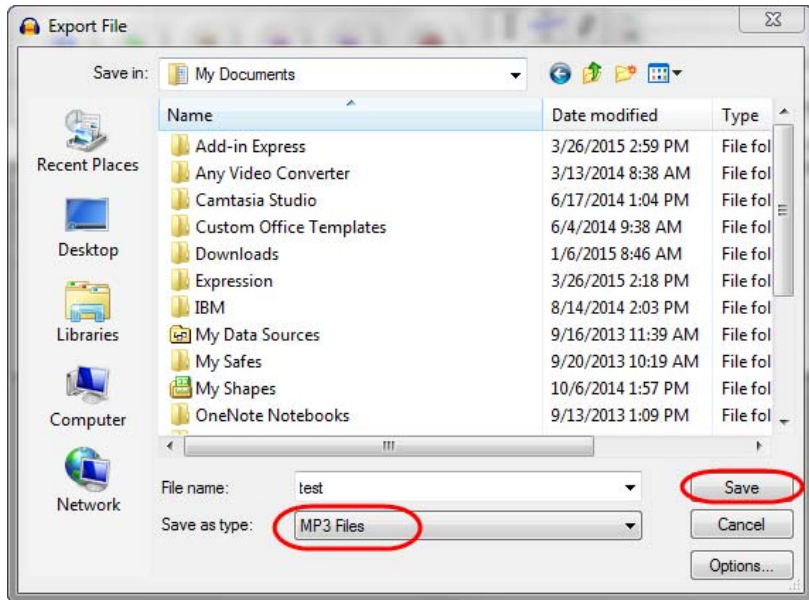 Export File
Save in: My Documents
Recent Places
Desktop
Libraries
Computer
Network
Name Date modified Type
Add-in Express 3/26/2015 2:59 PM File fol
Any Video Converter 3/13/2014 8:38 AM File fol
Camtasia Studio 6/17/2014 1:04 PM File fol
Custom Office Templates 6/4/2014 9:38 AM File fol
Downloads 1/6/2015 8:46 AM File fol
Expression 3/26/2015 2:18 PM File fol
IBM 8/14/2014 2:03 PM File fol
My Data Sources 9/16/2013 11:39 AM File fol
My Safes 9/20/2013 10:19 AM File fol
My Shapes 10/6/2014 1:57 PM File fol
OneNote Notebooks 9/13/2013 1:09 PM File fol
File name: test Save
Save as type: MP3 Files Cancel
Options...